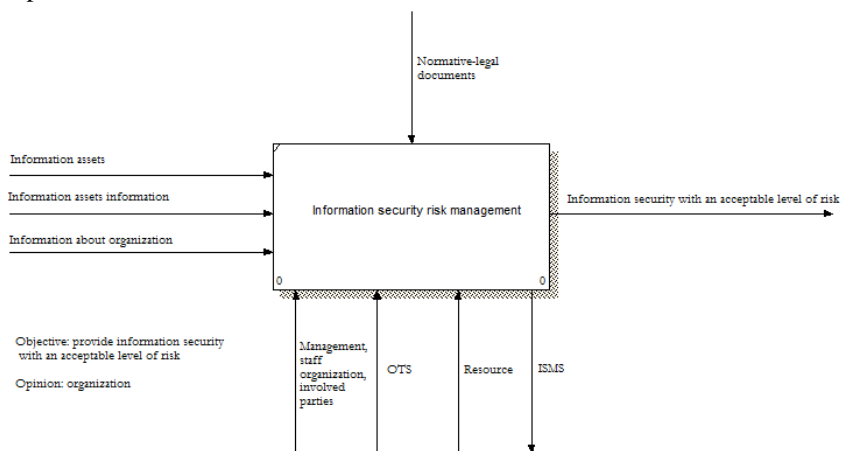 Normative-legal
documents
Information assets
Information assets information
Information about organization
Information security risk management
Information security with an acceptable level of risk
0
0
Objective: provide information security
with an acceptable level of risk
Opinion: organization
Management,
staff
organization,
involved
parties
OTS
Resource
ISMS